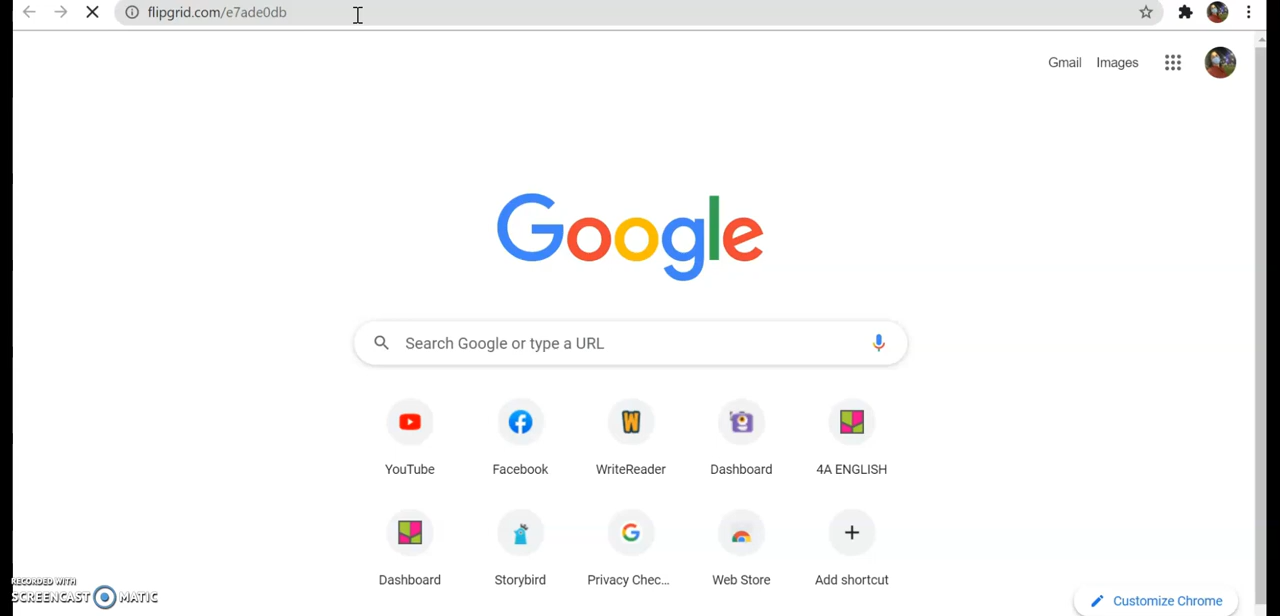 flipgrid.com/e7ade0db
Gmail Images
Google
Search Google or type a URL
YouTube Facebook WriteReader Dashboard 4A ENGLISH
Dashboard Storybird Privacy Chec... Web Store Add shortcut
RECORDED WITH
SCREENCAST MATIC
Customize Chrome